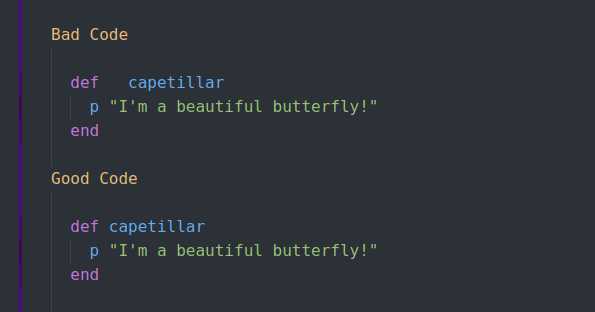 Bad Code
def   capetillar
p "I'm a beautiful butterfly!"
end
Good Code
def capetillar
p "I'm a beautiful butterfly!"
end